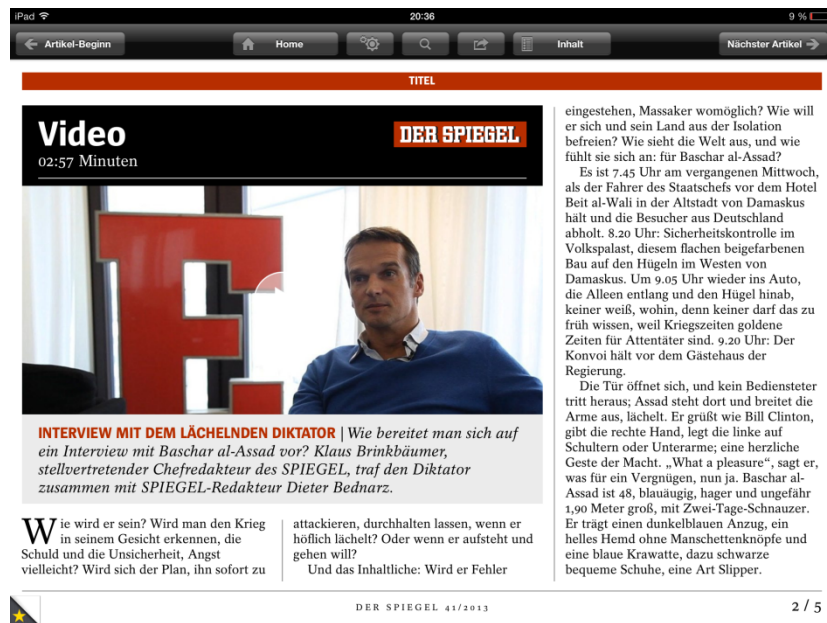 iPad
20:36
9 %
Artikel-Beginn
Home
Inhalt
Nächster Artikel
TITEL
Video
02:57 Minuten
DER SPIEGEL
E
INTERVIEW MIT DEM LÄCHELNDEN DIKTATOR | Wie bereitet man sich auf
ein Interview mit Baschar al-Assad vor? Klaus Brinkbäumer,
stellvertretender Chefredakteur des SPIEGEL, traf den Diktator
zusammen mit SPIEGEL-Redakteur Dieter Bednarz.
Wie wird er sein? Wird man den Krieg
in seinem Gesicht erkennen, die
Schuld und die Unsicherheit, Angst
vielleicht? Wird sich der Plan, ihn sofort zu
attackieren, durchhalten lassen, wenn er
höflich lächelt? Oder wenn er aufsteht und
gehen will?
Und das Inhaltliche: Wird er Fehler
eingestehen, Massaker womöglich? Wie will
er sich und sein Land aus der Isolation
befreien? Wie sieht die Welt aus, und wie
fühlt sie sich an: für Baschar al-Assad?
Es ist 7.45 Uhr am vergangenen Mittwoch,
als der Fahrer des Staatschefs vor dem Hotel
Beit al-Wali in der Altstadt von Damaskus
hält und die Besucher aus Deutschland
abholt. 8.20 Uhr: Sicherheitskontrolle im
Volkspalast, diesem flachen beigefarbenen
Bau auf den Hügeln im Westen von
Damaskus. Um 9.05 Uhr wieder ins Auto,
die Alleen entlang und den Hügel hinab,
keiner weiß, wohin, denn keiner darf das zu
früh wissen, weil Kriegszeiten goldene
Zeiten für Attentäter sind. 9.20 Uhr: Der
Konvoi hält vor dem Gästehaus der
Regierung.
Die Tür öffnet sich, und kein Bediensteter
tritt heraus; Assad steht dort und breitet die
Arme aus, lächelt. Er grüßt wie Bill Clinton,
gibt die rechte Hand, legt die linke auf
Schultern oder Unterarme; eine herzliche
Geste der Macht. „What a pleasure“, sagt er,
was für ein Vergnügen, nun ja. Baschar al-
Assad ist 48, blauäugig, hager und ungefähr
1,90 Meter groß, mit Zwei-Tage-Schnauzer.
Er trägt einen dunkelblauen Anzug, ein
helles Hemd ohne Manschettenknöpfe und
eine blaue Krawatte, dazu schwarze
bequeme Schuhe, eine Art Slipper.
DER SPIEGEL 41/2013
2 / 5